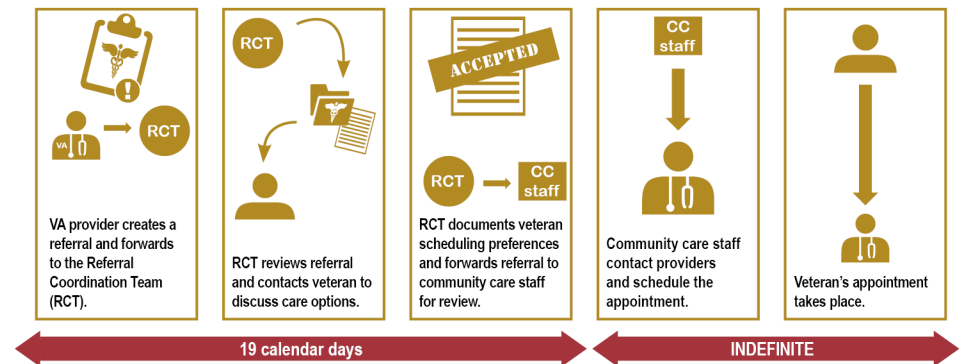 VA
RCT
VA provider creates a
referral and forwards
to the Referral
Coordination Team
(RCT).
RCT
RCT reviews referral
and contacts veteran to
discuss care options.
ACCEPTED
RCT
CC
staff
RCT documents veteran
scheduling preferences
and forwards referral to
community care staff
for review.
CC
staff
Community care staff
contact providers
and schedule the
appointment.
Veteran's appointment
takes place.
19 calendar days
INDEFINITE